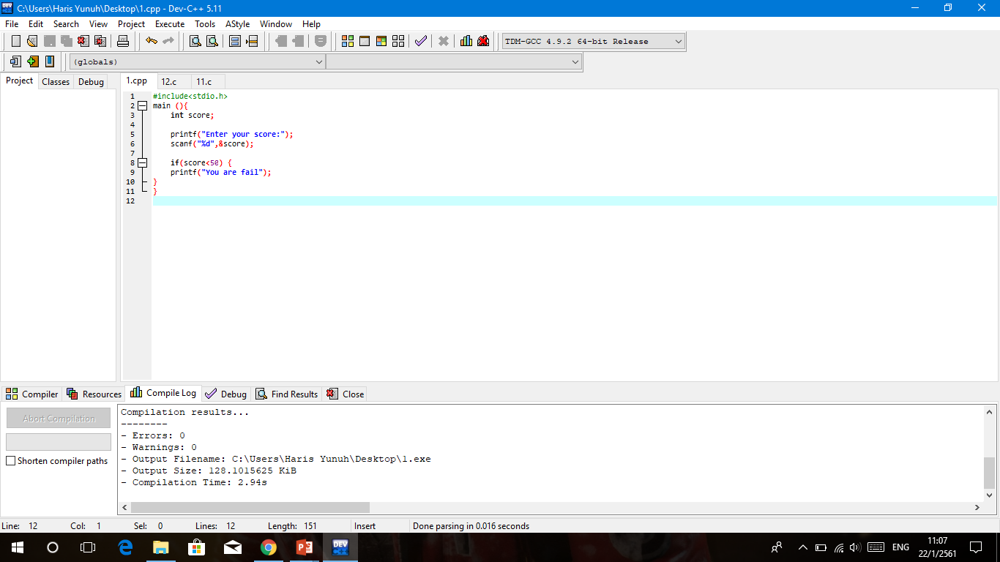 C:\Users\Haris Yunuh\Desktop\1.cpp - Dev-C++ 5.11
File Edit Search View Project Execute Tools AStyle Window Help
TDM-GCC 4.9.2 64-bit Release
(globals)
Project Classes Debug
1.cpp 12.c 11.c
1 #include<stdio.h>
2 main (){
3 int score;
4
5 printf("Enter your score:");
6 scanf("%d",&score);
7
8 if(score<50) {
9 printf("You are fail");
10 }
11 }
12
Compiler Resources Compile Log Debug Find Results Close
Abort Compilation
Shorten compiler paths
Compilation results...
--------
- Errors: 0
- Warnings: 0
- Output Filename: C:\Users\Haris Yunuh\Desktop\1.exe
- Output Size: 128.1015625 KiB
- Compilation Time: 2.94s
Line: 12 Col: 1 Sel: 0 Lines: 12 Length: 151 Insert Done parsing in 0.016 seconds
ENG
11:07
22/1/2561